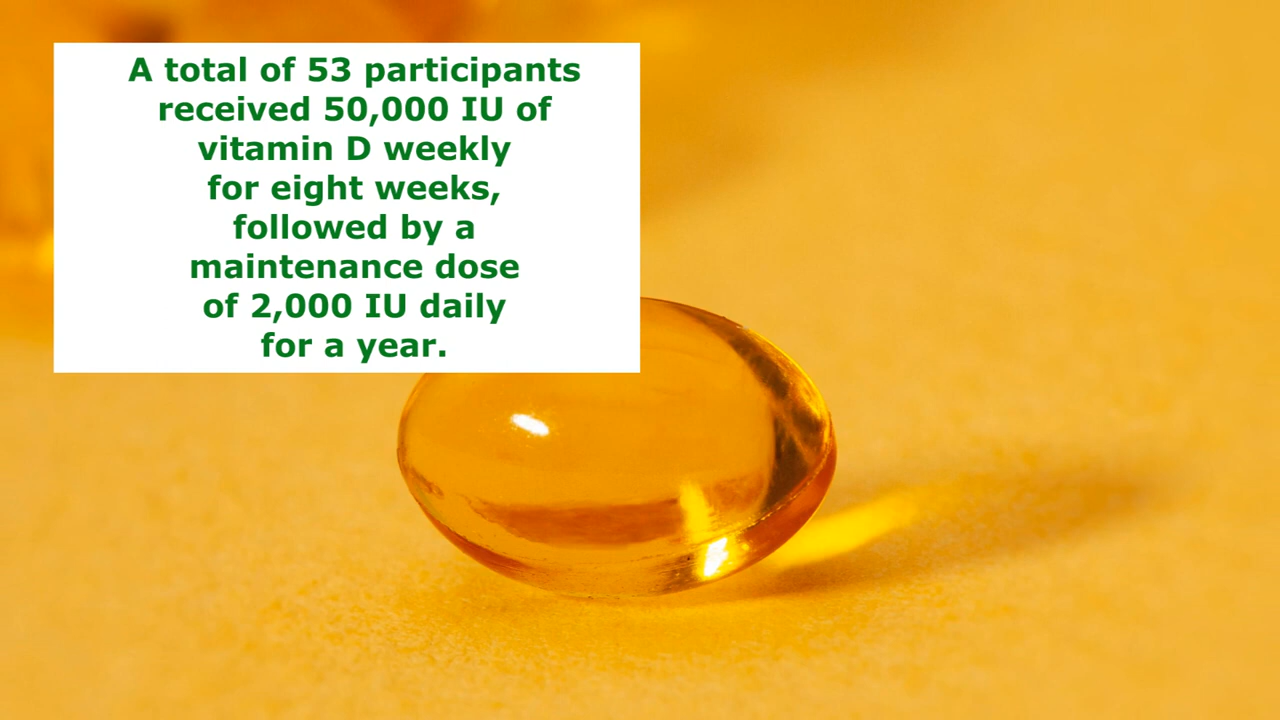 A total of 53 participants
received 50,000 IU of
vitamin D weekly
for eight weeks,
followed by a
maintenance dose
of 2,000 IU daily
for a year.